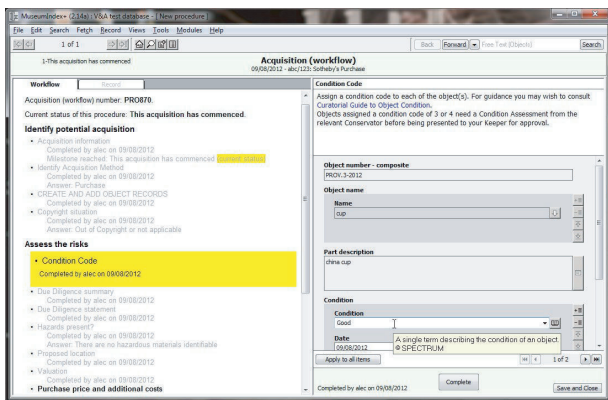 MuseumIndex+ (2.14a) : V&A test database - [New procedure]
File Edit Search Fetch Record Views Tools Modules Help
1 of 1
Back Forward Free Text (Objects) Search
1-This acquisition has commenced
Acquisition (workflow)
09/08/2012 - abc/123: Sotheby's Purchase
Workflow Record
Acquisition (workflow) number: PRO870.
Current status of this procedure: This acquisition has commenced.
Identify potential acquisition
• Acquisition information
Completed by alec on 09/08/2012
Milestone reached: This acquisition has commenced (current status)
• Identify Acquisition Method
Completed by alec on 09/08/2012
Answer: Purchase
• CREATE AND ADD OBJECT RECORDS
Completed by alec on 09/08/2012
• Copyright situation
Completed by alec on 09/08/2012
Answer: Out of Copyright or not applicable
Assess the risks
• Condition Code
Completed by alec on 09/08/2012
• Due Diligence summary
Completed by alec on 09/08/2012
• Due Diligence statement
Completed by alec on 09/08/2012
• Hazards present?
Completed by alec on 09/08/2012
Answer: There are no hazardous materials identifiable
• Proposed location
Completed by alec on 09/08/2012
• Valuation
Completed by alec on 09/08/2012
• Purchase price and additional costs
Condition Code
Assign a condition code to each of the object(s). For guidance you may wish to consult
Curatorial Guide to Object Condition.
Objects assigned a condition code of 3 or 4 need a Condition Assessment from the
relevant Conservator before being presented to your Keeper for approval.
Object number - composite
PROV.3-2012
Object name
Name
cup
Part description
china cup
Condition
Condition
Good
A single term describing the condition of an object.
SPECTRUM
Date
09/08/2012
Apply to all items
1 of 2
Completed by alec on 09/08/2012
Complete
Save and Close